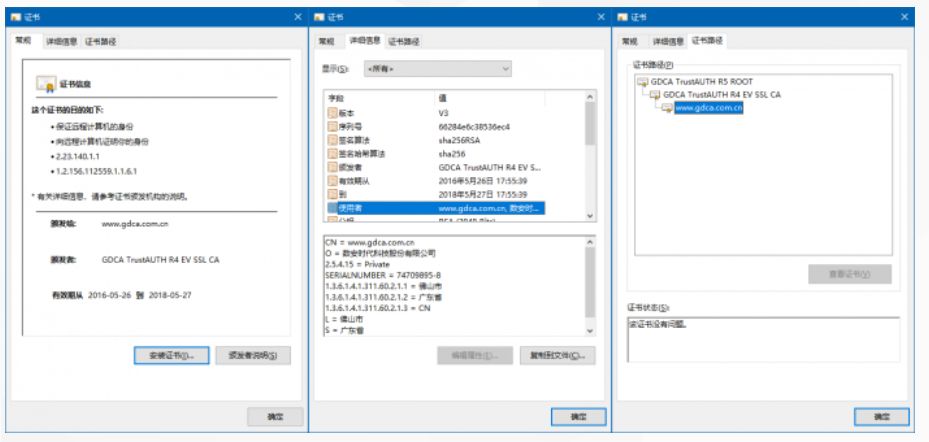 证书
常规 详细信息 证书路径
证书信息
这个证书的目的如下:
• 保证远程计算机的身份
• 向远程计算机证明你的身份
• 2.23.140.1.1
• 1.2.156.112559.1.1.6.1
* 有关详细信息，请参考证书颁发机构的说明。
颁发给: www.gdca.com.cn
颁发者: GDCA TrustAUTH R4 EV SSL CA
有效期从 2016-05-26 到 2018-05-27
安装证书(I)... 颁发者说明(S)
确定
证书
常规 详细信息 证书路径
显示(S): <所有>
字段 值
版本 V3
序列号 66284e6c38536ec4
签名算法 sha256RSA
签名哈希算法 sha256
颁发者 GDCA TrustAUTH R4 EV S...
有效期从 2016年5月26日 17:55:39
到 2018年5月27日 17:55:39
使用者 www.gdca.com.cn, 数安时...
CN = www.gdca.com.cn
O = 数安时代科技股份有限公司
2.5.4.15 = Private
SERIALNUMBER = 74709895-8
1.3.6.1.4.1.311.60.2.1.1 = 佛山市
1.3.6.1.4.1.311.60.2.1.2 = 广东省
1.3.6.1.4.1.311.60.2.1.3 = CN
L = 佛山市
S = 广东省
编辑属性(E)... 复制到文件(C)...
确定
证书
常规 详细信息 证书路径
证书路径(P)
GDCA TrustAUTH R5 ROOT
GDCA TrustAUTH R4 EV SSL CA
www.gdca.com.cn
查看证书(V)
证书状态(S):
该证书没有问题。
确定